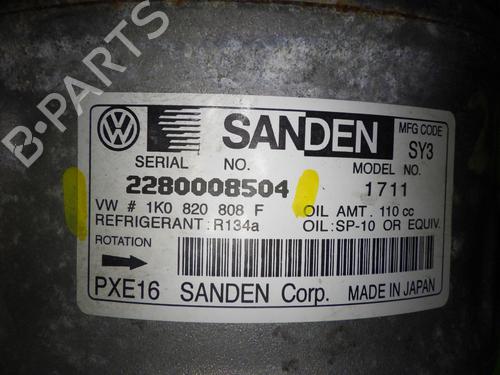 SANDEN
MFG CODE
SY3
SERIAL NO.
2280008504
MODEL NO.
1711
VW # 1K0 820 808 F
OIL AMT. 110 cc
REFRIGERANT:R134a
OIL:SP-10 OR EQUIV.
ROTATION
PXE16 SANDEN Corp. MADE IN JAPAN
B-PARTS